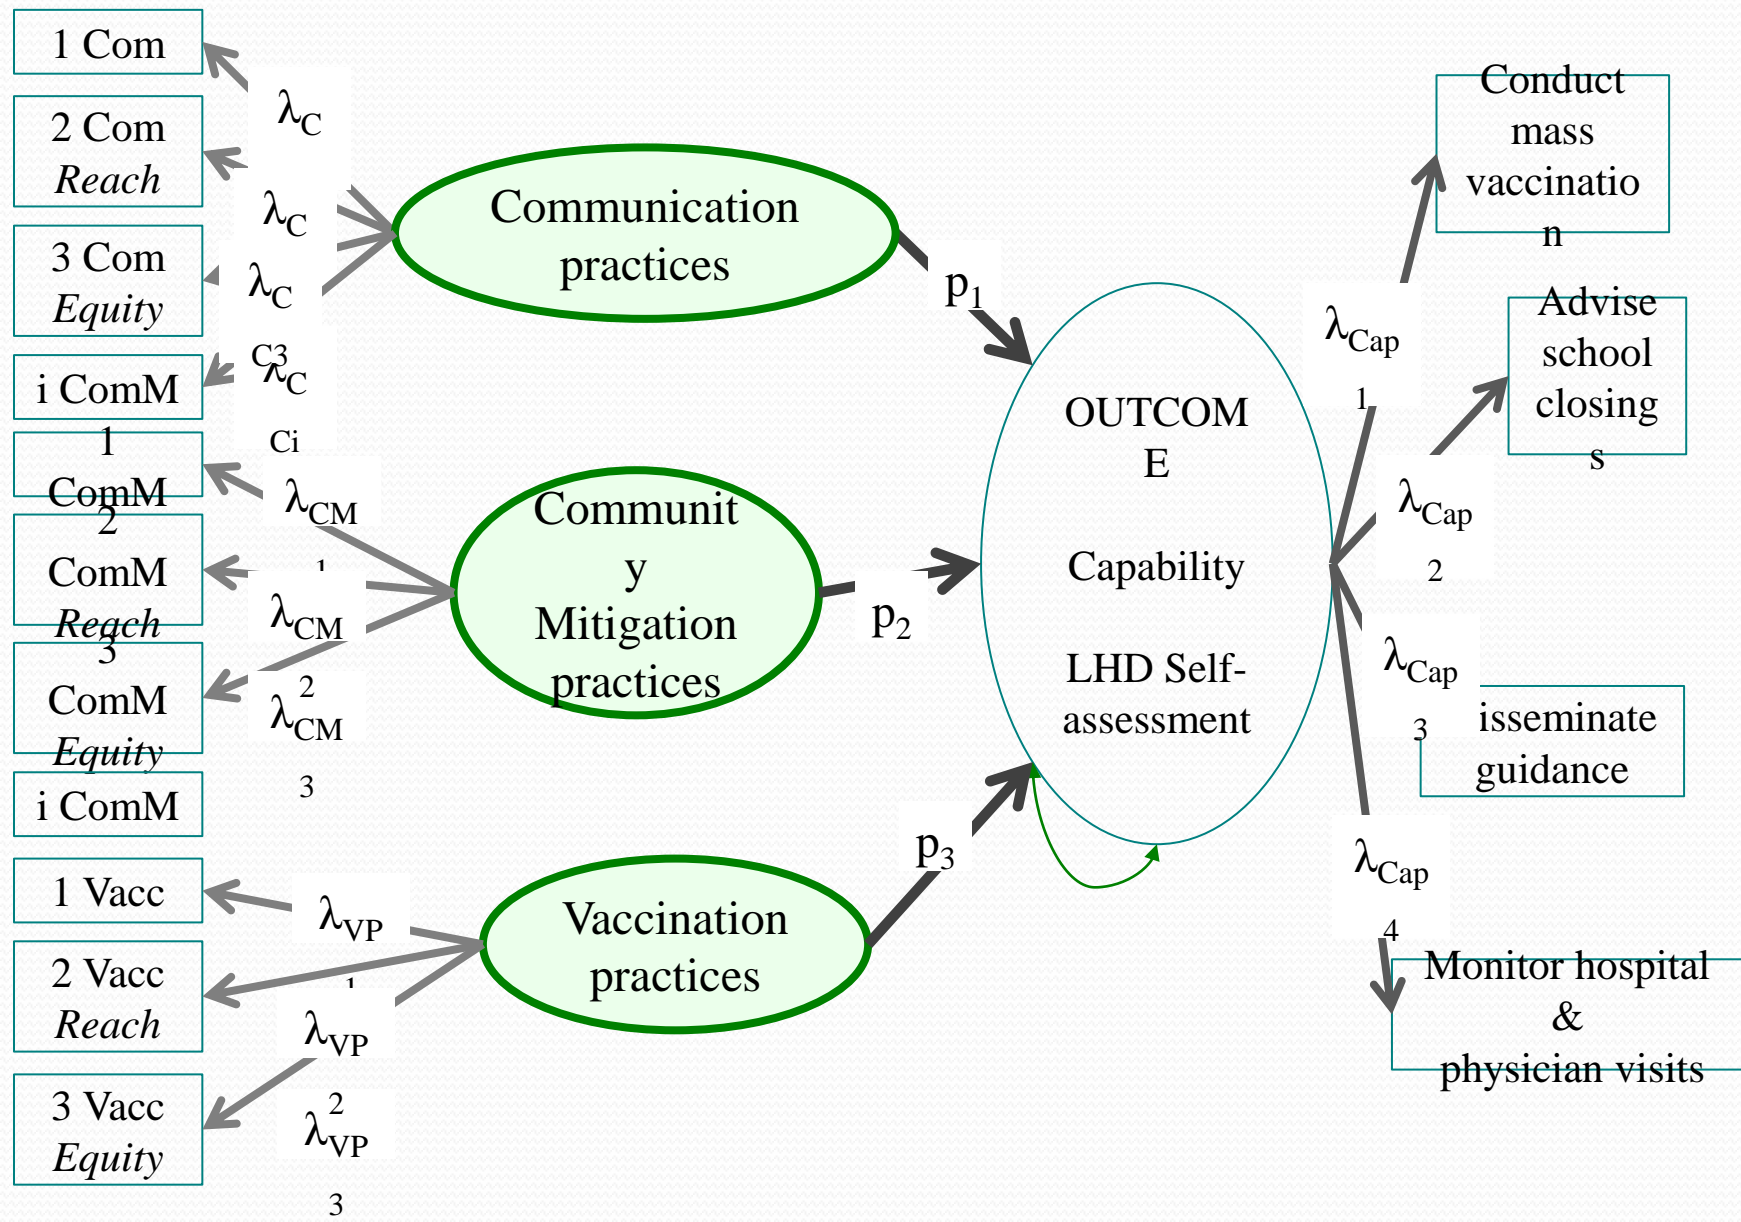 1 Com
2 Com
Reach
3 Com
Equity
i ComM
1
ComM
2
ComM
Reach
3
ComM
Equity
i ComM
1 Vacc
2 Vacc
Reach
3 Vacc
Equity
λC
λC
λC
C3
λC
Ci
λCM
1
λCM
2
λCM
3
λVP
1
λVP
2
λVP
3
Communication
practices
Communit
y
Mitigation
practices
Vaccination
practices
p1
p2
p3
OUTCOM
E
Capability
LHD Self-
assessment
λCap
1
λCap
2
λCap
3
λCap
4
Conduct
mass
vaccinatio
n
Advise
school
closing
s
isseminate
guidance
Monitor hospital
&
physician visits